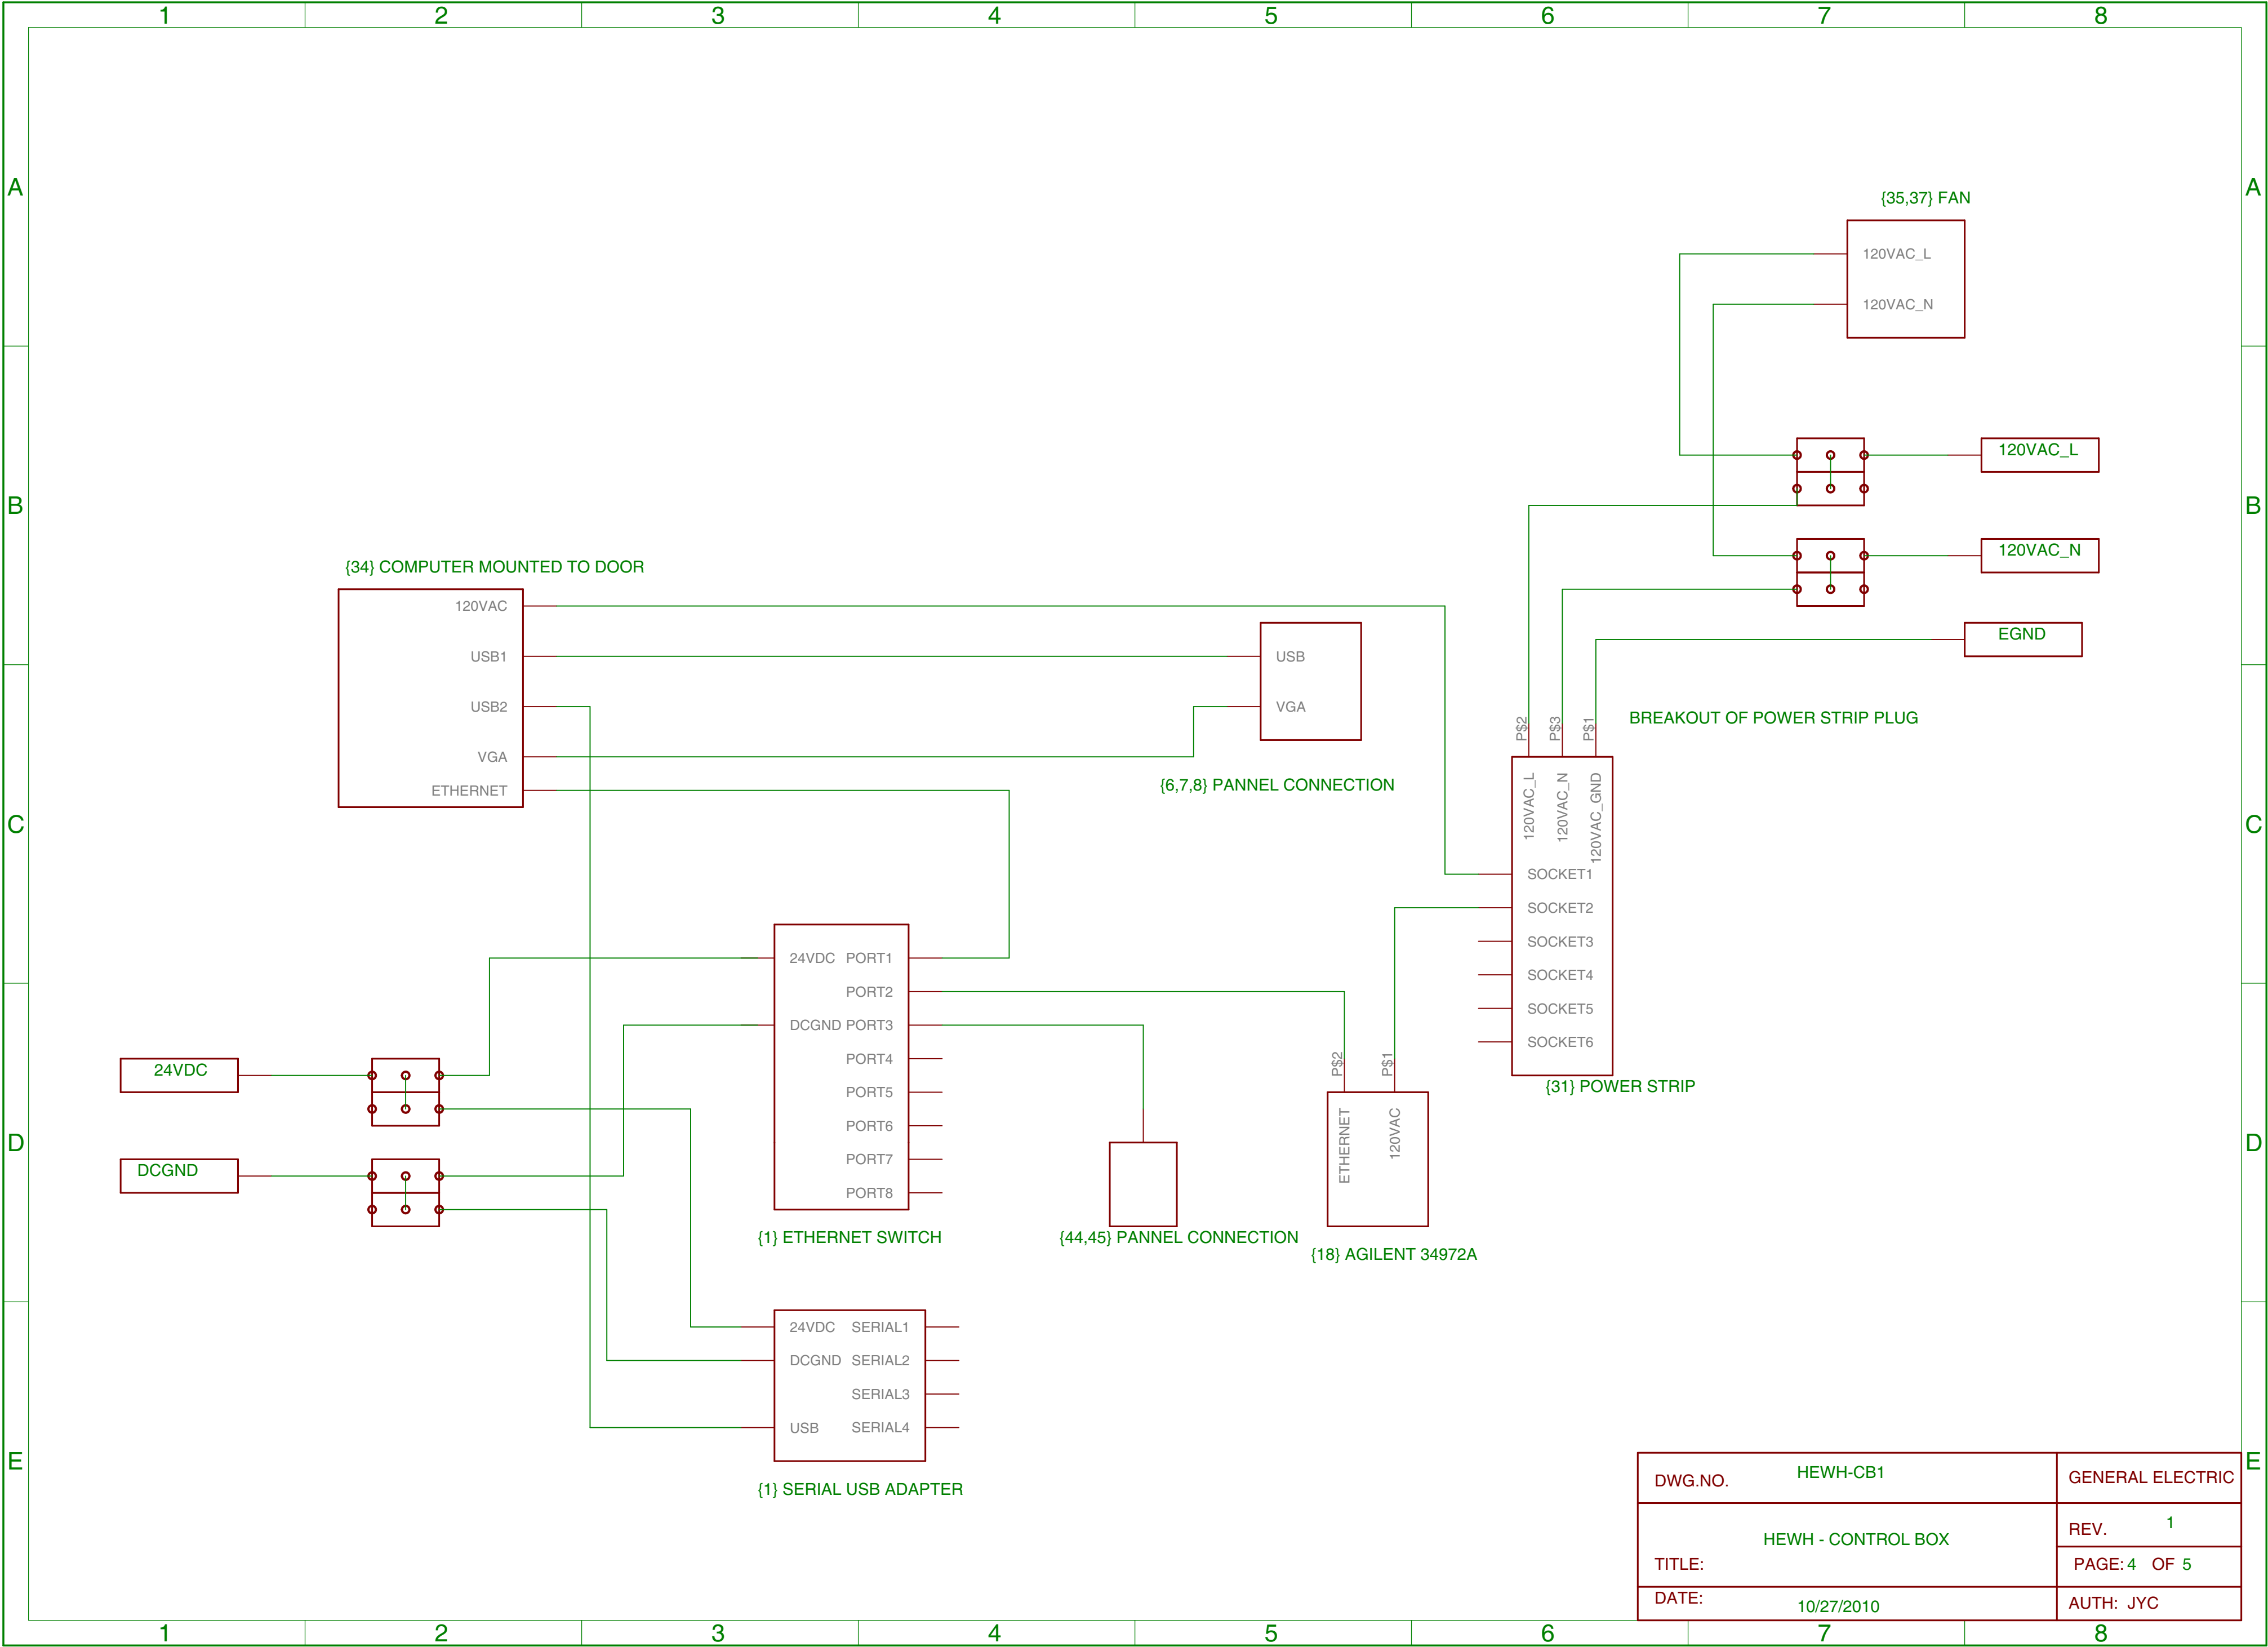 1 2 3 4 5 6 7 8
A A
{35,37} FAN
120VAC_L
120VAC_N
120VAC_L
B B
120VAC_N
EGND
{34} COMPUTER MOUNTED TO DOOR
120VAC
USB1
USB2
VGA
ETHERNET
USB
VGA
{6,7,8} PANNEL CONNECTION
BREAKOUT OF POWER STRIP PLUG
P$2 P$3 P$1
120VAC_L 120VAC_N 120VAC_GND
C C
SOCKET1
SOCKET2
SOCKET3
SOCKET4
SOCKET5
SOCKET6
{31} POWER STRIP
24VDC PORT1
PORT2
DCGND PORT3
PORT4
PORT5
PORT6
PORT7
PORT8
{1} ETHERNET SWITCH
24VDC
DCGND
D D
{44,45} PANNEL CONNECTION
P$2 P$1
ETHERNET 120VAC
{18} AGILENT 34972A
24VDC SERIAL1
DCGND SERIAL2
SERIAL3
USB SERIAL4
{1} SERIAL USB ADAPTER
E E
DWG.NO. HEWH-CB1 GENERAL ELECTRIC
REV. 1
TITLE: HEWH - CONTROL BOX
PAGE: 4 OF 5
DATE: 10/27/2010
AUTH: JYC
1 2 3 4 5 6 7 8